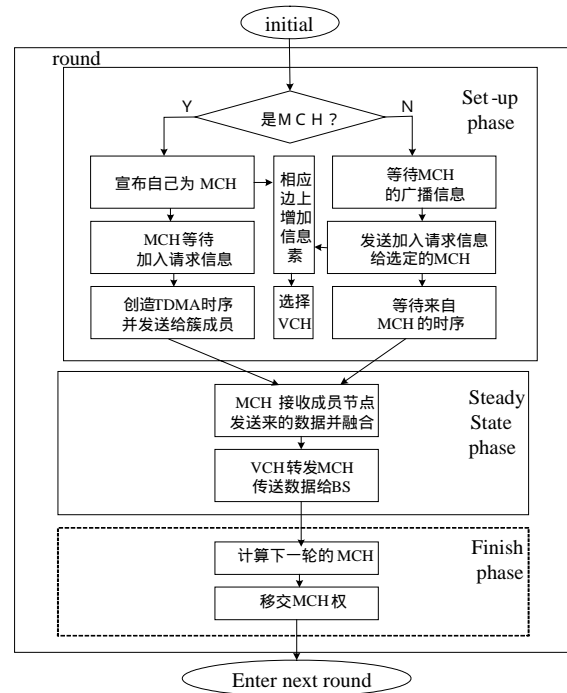 initial
round
Y
N
Set-up
phase
是MCH？
宣布自己为 MCH
相应
边上
增加
信息
素
等待MCH
的广播信息
MCH等待
加入请求信息
发送加入请求信息
给选定的MCH
创造TDMA时序
并发送给簇成员
选择
VCH
等待来自
MCH的时序
MCH 接收成员节点
发送来的数据并融合
Steady
State
phase
VCH转发MCH
传送数据给BS
计算下一轮的 MCH
Finish
phase
移交MCH权
Enter next round